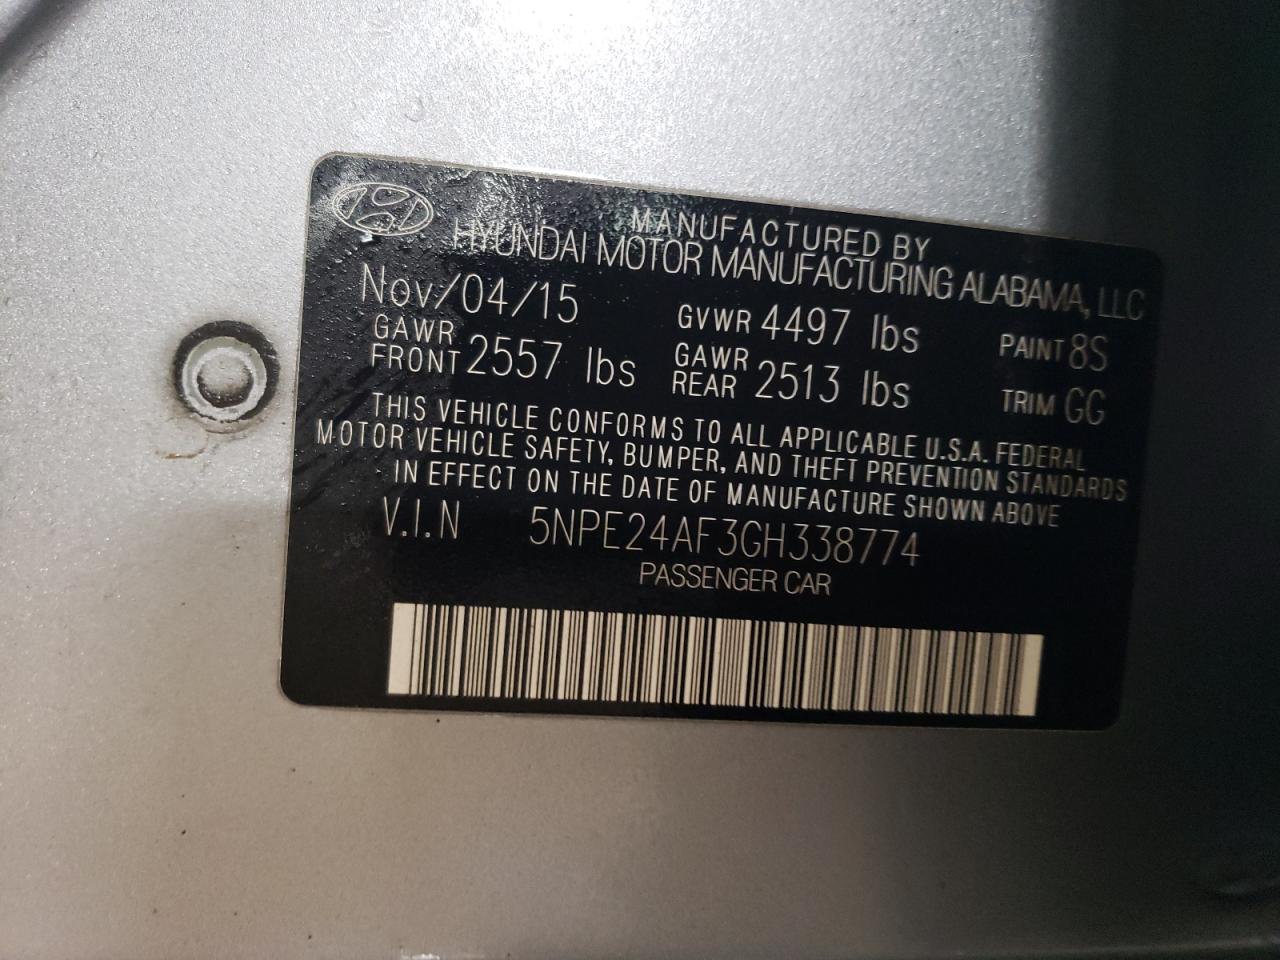 MANUFACTURED BY
HYUNDAI MOTOR MANUFACTURING ALABAMA, LLC
Nov/04/15 GVWR 4497 lbs PAINT 8S
GAWR FRONT 2557 lbs GAWR REAR 2513 lbs TRIM GG
THIS VEHICLE CONFORMS TO ALL APPLICABLE U.S.A. FEDERAL
MOTOR VEHICLE SAFETY, BUMPER, AND THEFT PREVENTION STANDARDS
IN EFFECT ON THE DATE OF MANUFACTURE SHOWN ABOVE
V.I.N 5NPE24AF3GH338774
PASSENGER CAR